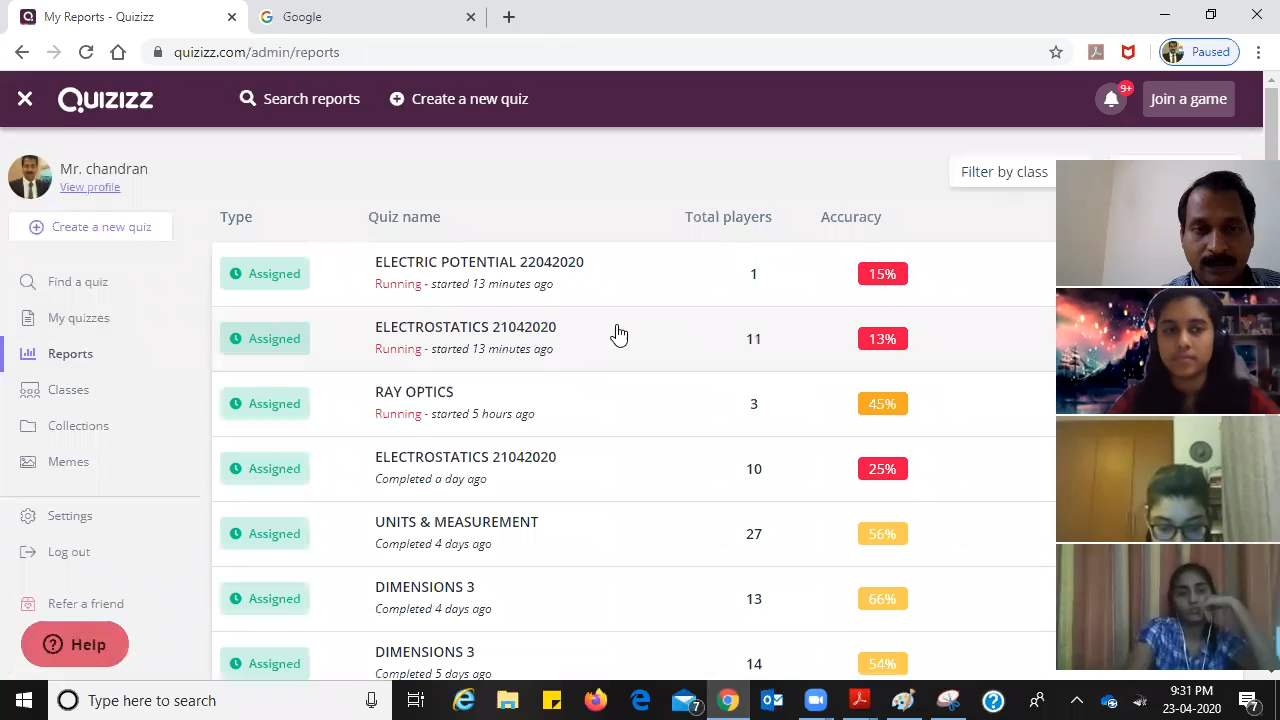 My Reports - Quizizz
Google
quizizz.com/admin/reports
Paused
QUIZIZZ
Search reports
Create a new quiz
9+
Join a game
Mr. chandran
View profile
Create a new quiz
Find a quiz
My quizzes
Reports
Classes
Collections
Memes
Settings
Log out
Refer a friend
Help
Filter by class
Type Quiz name Total players Accuracy
Assigned ELECTRIC POTENTIAL 22042020 1 15%
Running - started 13 minutes ago
Assigned ELECTROSTATICS 21042020 11 13%
Running - started 13 minutes ago
Assigned RAY OPTICS 3 45%
Running - started 5 hours ago
Assigned ELECTROSTATICS 21042020 10 25%
Completed a day ago
Assigned UNITS & MEASUREMENT 27 56%
Completed 4 days ago
Assigned DIMENSIONS 3 13 66%
Completed 4 days ago
Assigned DIMENSIONS 3 14 54%
Completed 5 days ago
Type here to search
7
9:31 PM
23-04-2020
7